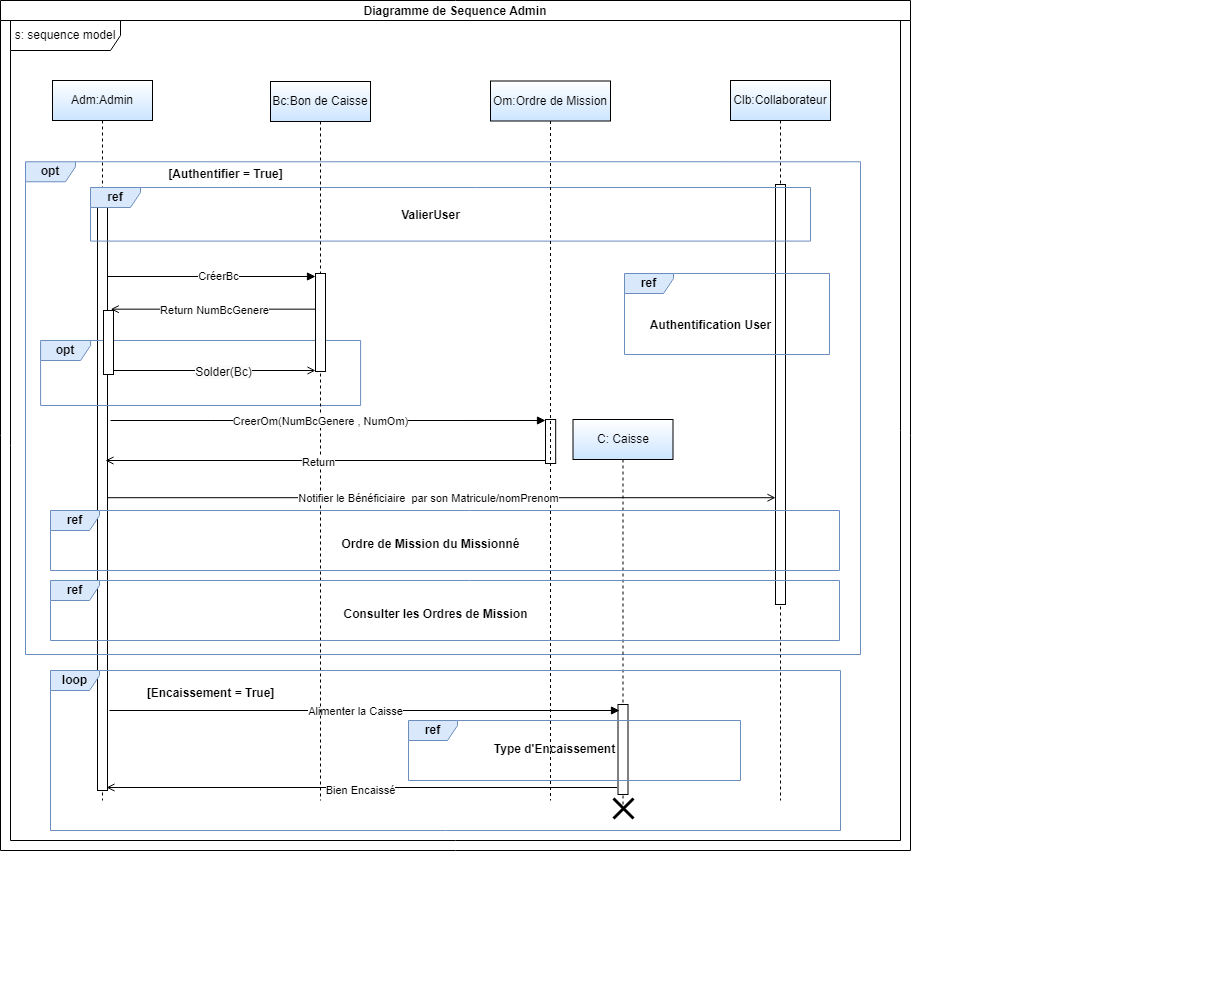 Diagramme de Sequence Admin
s: sequence model
Adm:Admin
Bc:Bon de Caisse
Om:Ordre de Mission
Clb:Collaborateur
opt
[Authentifier = True]
ref
ValierUser
CréerBc
ref
Return NumBcGenere
Authentification User
opt
Solder(Bc)
CreerOm(NumBcGenere , NumOm)
C: Caisse
Return
Notifier le Bénéficiaire  par son Matricule/nomPrenom
ref
Ordre de Mission du Missionné
ref
Consulter les Ordres de Mission
loop
[Encaissement = True]
Alimenter la Caisse
ref
Type d'Encaissement
Bien Encaissé